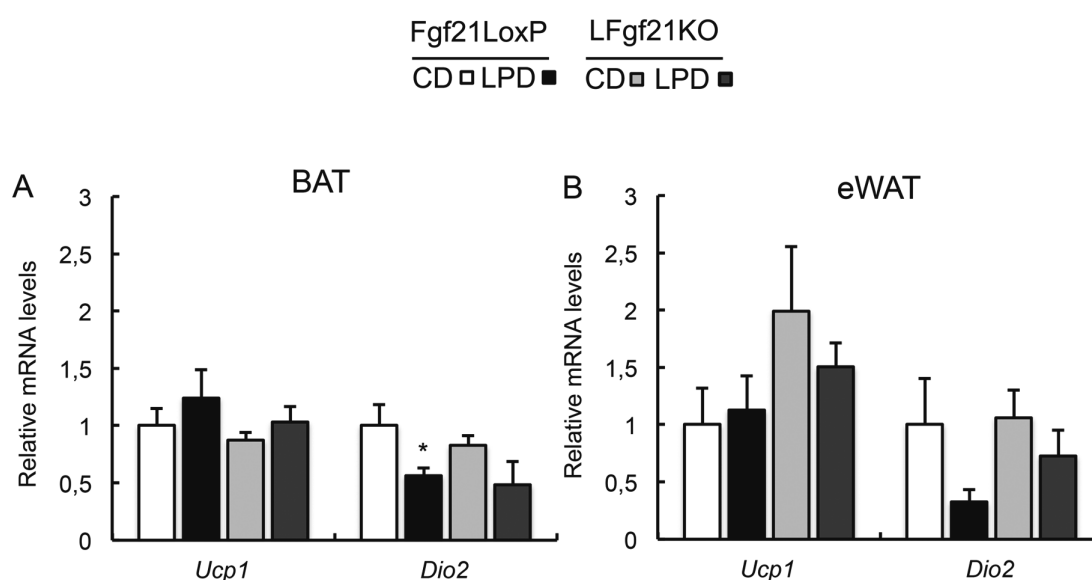 Fgf21LoxP LFgf21KO
CD LPD CD LPD
A BAT
Relative mRNA levels
3
2,5
2
1,5
1
0,5
0
Ucp1 Dio2
*
B eWAT
Relative mRNA levels
3
2,5
2
1,5
1
0,5
0
Ucp1 Dio2